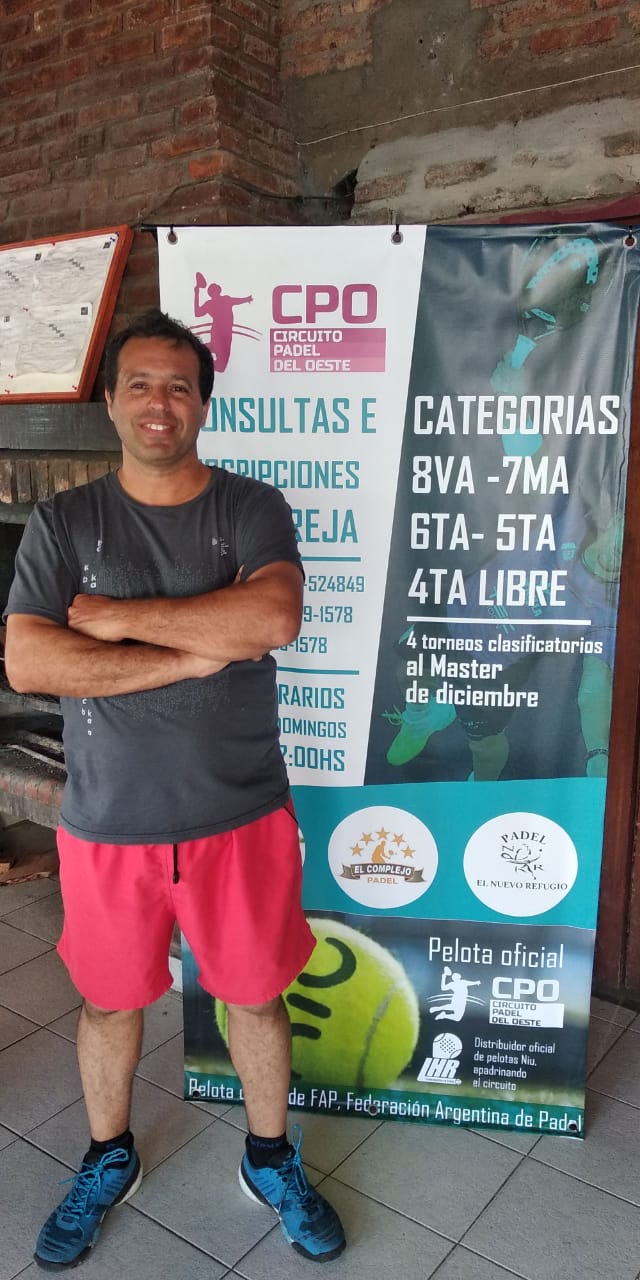 CPO
CIRCUITO
PADEL
DEL OESTE
ONSULTAS E
CRIPCIONES
REJA
-524849
9-1578
-1578
RARIOS
DOMINGOS
2:00HS
CATEGORIAS
8VA -7MA
6TA- 5TA
4TA LIBRE
4 torneos clasificatorios
al Master
de diciembre
EL COMPLEJO
PADEL
PADEL
EL NUEVO REFUGIO
Pelota oficial
CPO
CIRCUITO
PADEL
DEL OESTE
LHR
Distribuidor oficial
de pelotas Niu,
apadrinando
el circuito
Pelota de FAP, Federación Argentina de Padel